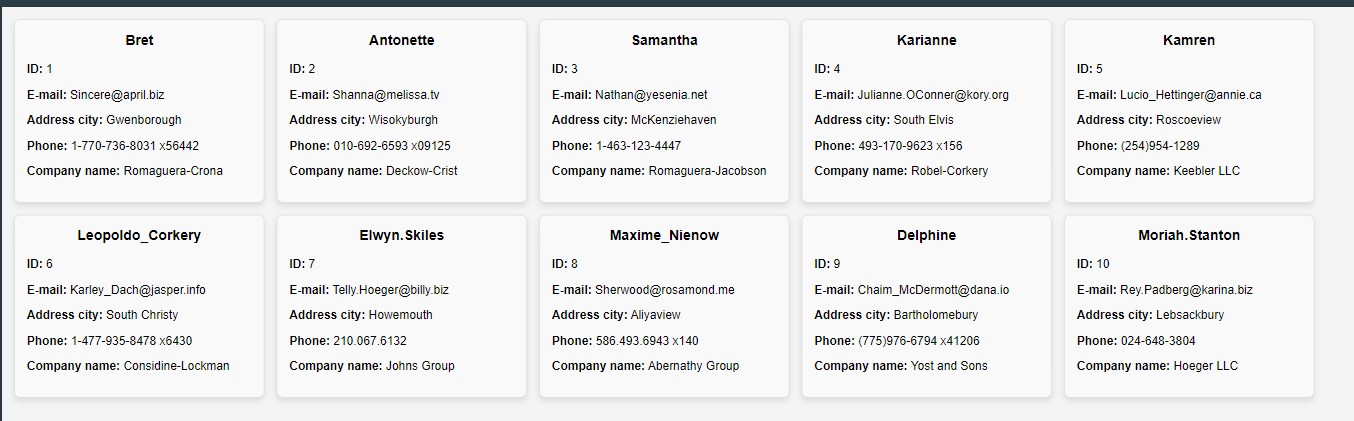 Bret
ID: 1
E-mail: Sincere@april.biz
Address city: Gwenborough
Phone: 1-770-736-8031 x56442
Company name: Romaguera-Crona
Antonette
ID: 2
E-mail: Shanna@melissa.tv
Address city: Wisokyburgh
Phone: 010-692-6593 x09125
Company name: Deckow-Crist
Samantha
ID: 3
E-mail: Nathan@yesenia.net
Address city: McKenziehaven
Phone: 1-463-123-4447
Company name: Romaguera-Jacobson
Karianne
ID: 4
E-mail: Julianne.OConner@kory.org
Address city: South Elvis
Phone: 493-170-9623 x156
Company name: Robel-Corkery
Kamren
ID: 5
E-mail: Lucio_Hettinger@annie.ca
Address city: Roscoeview
Phone: (254)954-1289
Company name: Keebler LLC
Leopoldo_Corkery
ID: 6
E-mail: Karley_Dach@jasper.info
Address city: South Christy
Phone: 1-477-935-8478 x6430
Company name: Considine-Lockman
Elwyn.Skiles
ID: 7
E-mail: Telly.Hoeger@billy.biz
Address city: Howemouth
Phone: 210.067.6132
Company name: Johns Group
Maxime_Nienow
ID: 8
E-mail: Sherwood@rosamond.me
Address city: Aliyaview
Phone: 586.493.6943 x140
Company name: Abernathy Group
Delphine
ID: 9
E-mail: Chaim_McDermott@dana.io
Address city: Bartholomebury
Phone: (775)976-6794 x41206
Company name: Yost and Sons
Moriah.Stanton
ID: 10
E-mail: Rey.Padberg@karina.biz
Address city: Lebsackbury
Phone: 024-648-3804
Company name: Hoeger LLC